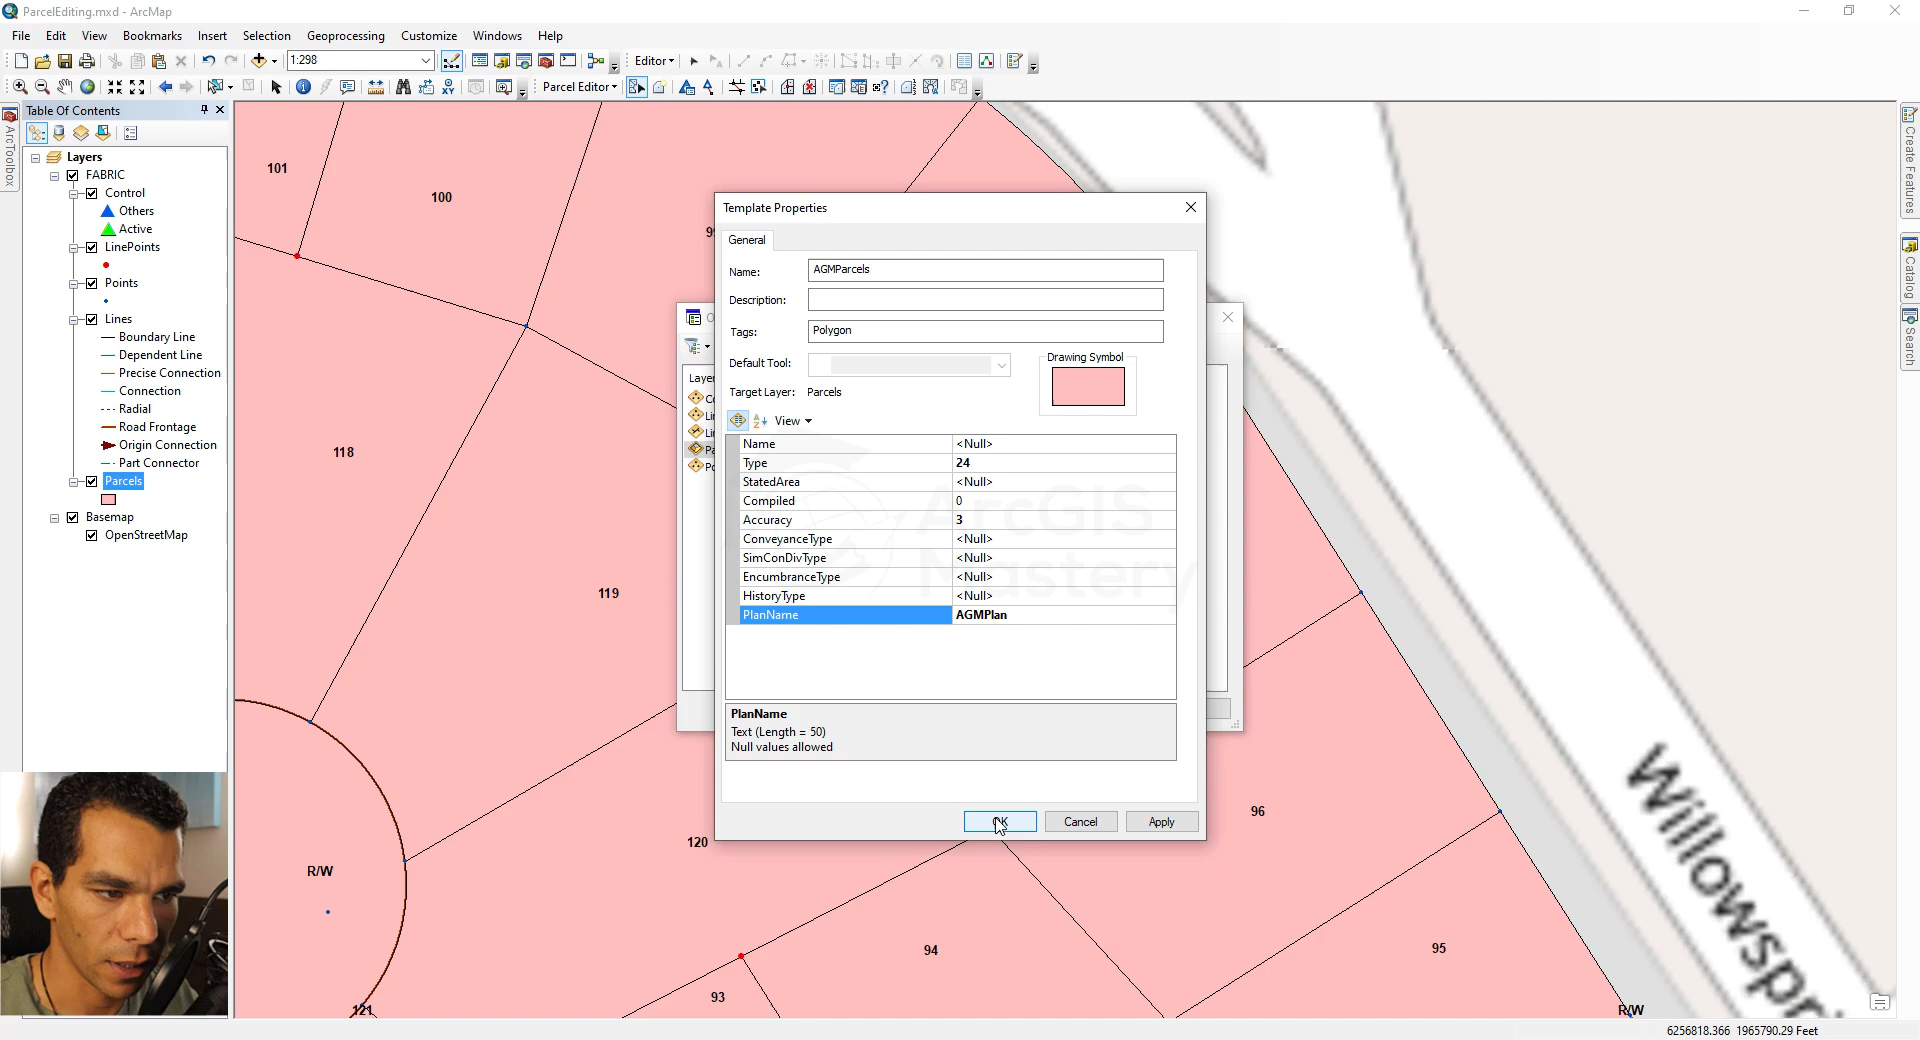 ParcelEditing.mxd - ArcMap
File Edit View Bookmarks Insert Selection Geoprocessing Customize Windows Help
1:298
Editor
Parcel Editor
Table Of Contents
ArcToolbox
Layers
FABRIC
Control
Others
Active
LinePoints
Points
Lines
Boundary Line
Dependent Line
Precise Connection
Connection
Radial
Road Frontage
Origin Connection
Part Connector
Parcels
Basemap
OpenStreetMap
101
100
99
118
119
120
R/W
121
93
94
95
96
R/W
Template Properties
General
Name: AGMParcels
Description:
Tags: Polygon
Default Tool:
Drawing Symbol
Target Layer: Parcels
View
Name <Null>
Type 24
StatedArea <Null>
Compiled 0
Accuracy 3
ConveyanceType <Null>
SimConDivType <Null>
EncumbranceType <Null>
HistoryType <Null>
PlanName AGMPlan
PlanName
Text (Length = 50)
Null values allowed
OK Cancel Apply
ArcGIS
Mastery
Create Features
Catalog
Search
Willowspri
6256818.366 1965790.29 Feet